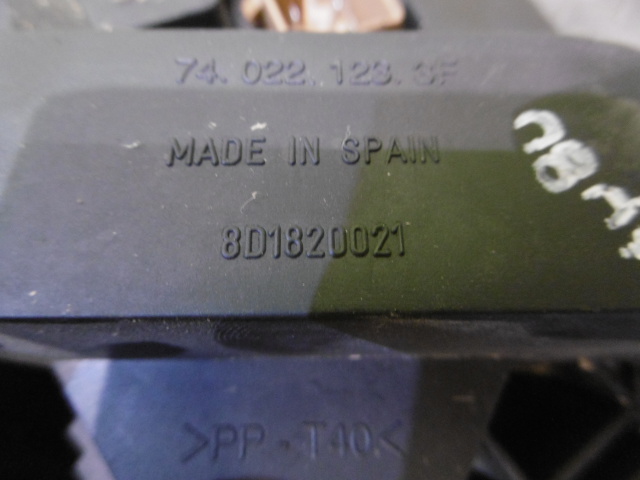 74.022.123.3F
MADE IN SPAIN
8D1820021
>PP-T40<